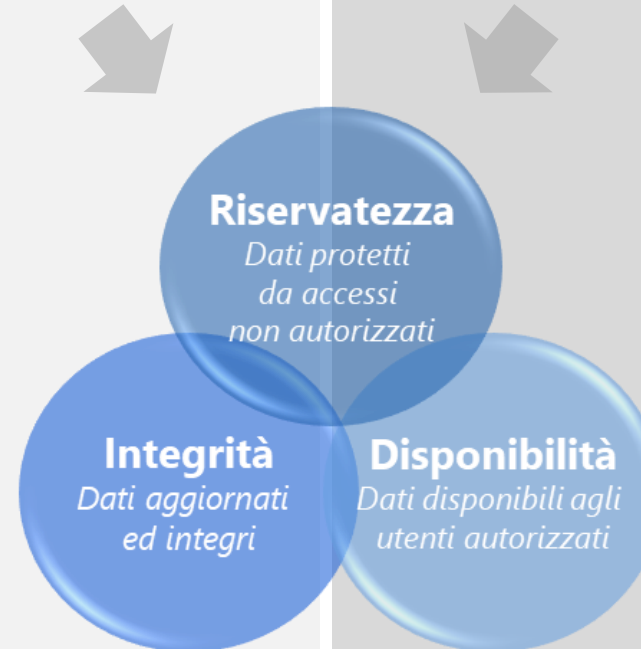 Riservatezza
Dati protetti
da accessi
non autorizzati
Integrità
Dati aggiornati
ed integri
Disponibilità
Dati disponibili agli
utenti autorizzati